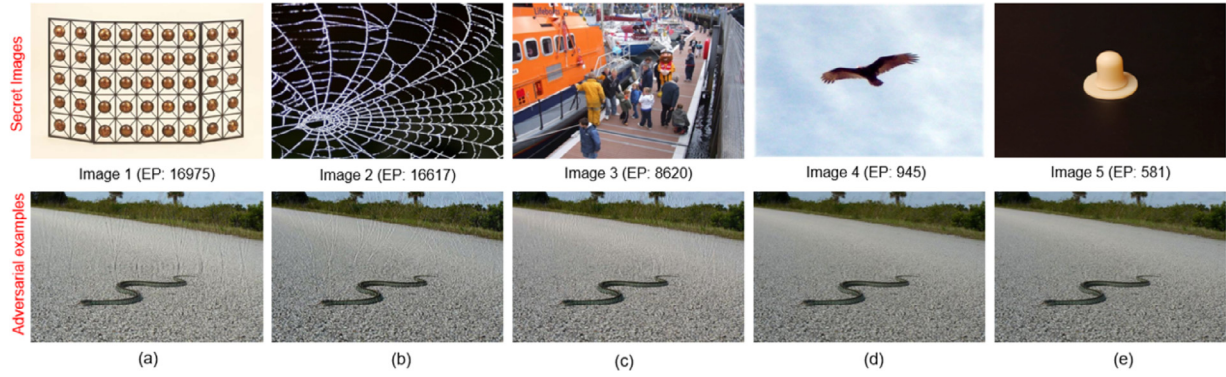 Secret Images
Image 1 (EP: 16975)
Image 2 (EP: 16617)
Image 3 (EP: 8620)
Image 4 (EP: 945)
Image 5 (EP: 581)
Adversarial examples
(a)
(b)
(c)
(d)
(e)